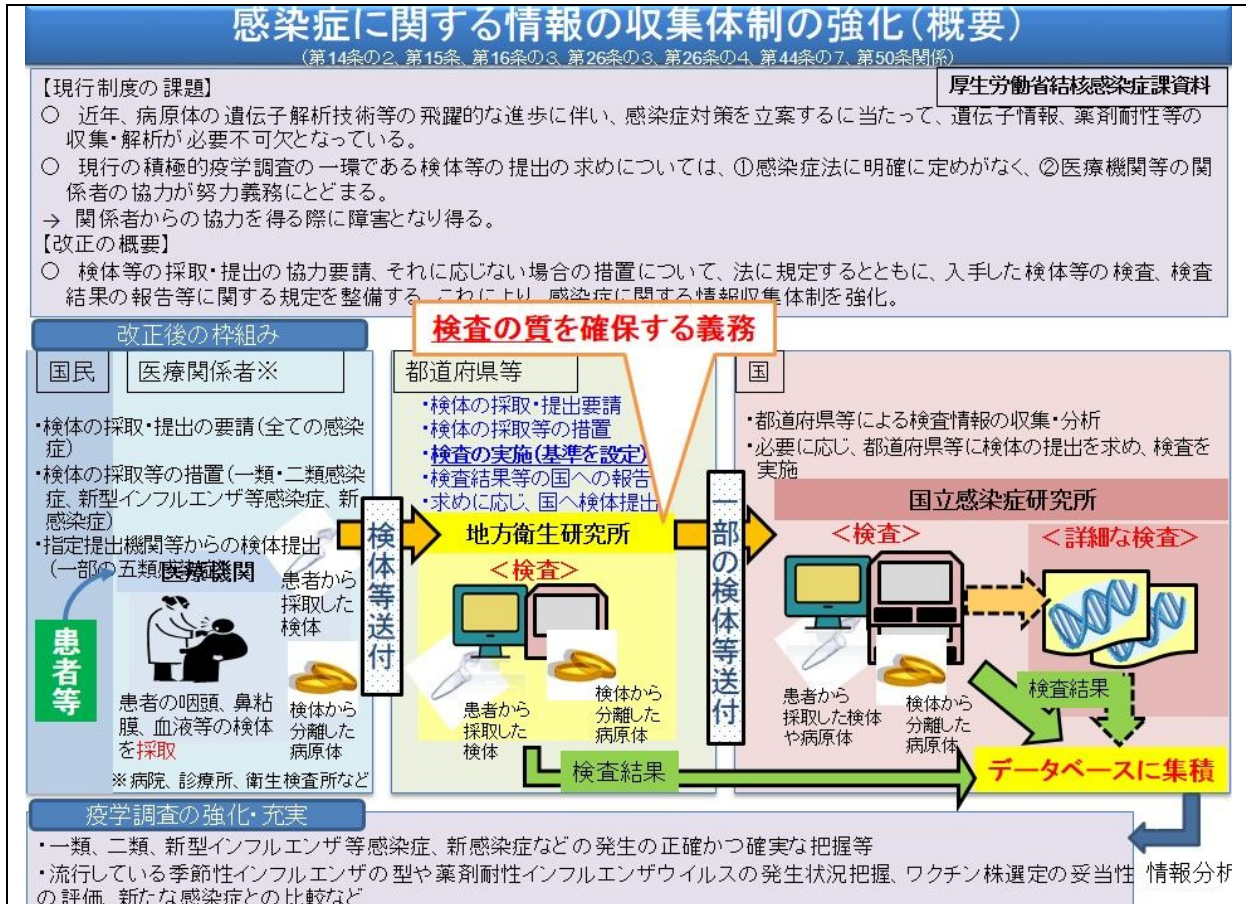 感染症に関する情報の収集体制の強化(概要)
(第14条の2、第15条、第16条の3、第26条の3、第26条の4、第44条の7、第50条関係)
【現行制度の課題】
厚生労働省結核感染症課資料
○ 近年、病原体の遺伝子解析技術等の飛躍的な進歩に伴い、感染症対策を立案するに当たって、遺伝子情報、薬剤耐性等の
収集・解析が必要不可欠となっている。
○ 現行の積極的疫学調査の一環である検体等の提出の求めについては、①感染症法に明確に定めがなく、②医療機関等の関
係者の協力が努力義務にとどまる。
→ 関係者からの協力を得る際に障害となり得る。
【改正の概要】
○ 検体等の採取・提出の協力要請、それに応じない場合の措置について、法に規定するとともに、入手した検体等の検査、検査
結果の報告等に関する規定を整備する。これにより、感染症に関する情報収集体制を強化。
検査の質を確保する義務
改正後の枠組み
国民
医療関係者※
・検体の採取・提出の要請(全ての感染
症)
・検体の採取等の措置(一類・二類感染
症、新型インフルエンザ等感染症、新
感染症)
・指定提出機関等からの検体提出
(一部の五類感
医療機関
患者等
患者の咽頭、鼻粘
膜、血液等の検体
を採取
患者から
採取した
検体
検体から
分離した
病原体
※病院、診療所、衛生検査所など
検体等送付
都道府県等
・検体の採取・提出要請
・検体の採取等の措置
・検査の実施(基準を設定)
・検査結果等の国への報告
・求めに応じ、国へ検体提出
地方衛生研究所
<検査>
患者から
採取した
検体
検体から
分離した
病原体
検査結果
一部の検体等送付
国
・都道府県等による検査情報の収集・分析
・必要に応じ、都道府県等に検体の提出を求め、検査を
実施
国立感染症研究所
<検査>
<詳細な検査>
患者から
採取した検体
や病原体
検体から
分離した
病原体
検査結果
データベースに集積
疫学調査の強化・充実
・一類、二類、新型インフルエンザ等感染症、新感染症などの発生の正確かつ確実な把握等
・流行している季節性インフルエンザの型や薬剤耐性インフルエンザウイルスの発生状況把握、ワクチン株選定の妥当性
の評価、新たな感染症との比較など
情報分析